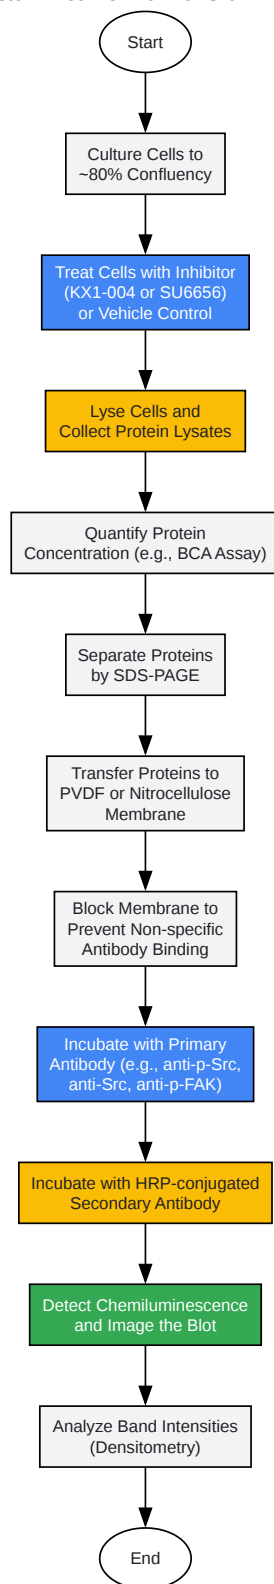 Start
Culture Cells to
~80% Confluency
Treat Cells with Inhibitor
(KX1-004 or SU6656)
or Vehicle Control
Lyse Cells and
Collect Protein Lysates
Quantify Protein
Concentration (e.g., BCA Assay)
Separate Proteins
by SDS-PAGE
Transfer Proteins to
PVDF or Nitrocellulose
Membrane
Block Membrane to
Prevent Non-specific
Antibody Binding
Incubate with Primary
Antibody (e.g., anti-p-Src,
anti-Src, anti-p-FAK)
Incubate with HRP-conjugated
Secondary Antibody
Detect Chemiluminescence
and Image the Blot
Analyze Band Intensities
(Densitometry)
End